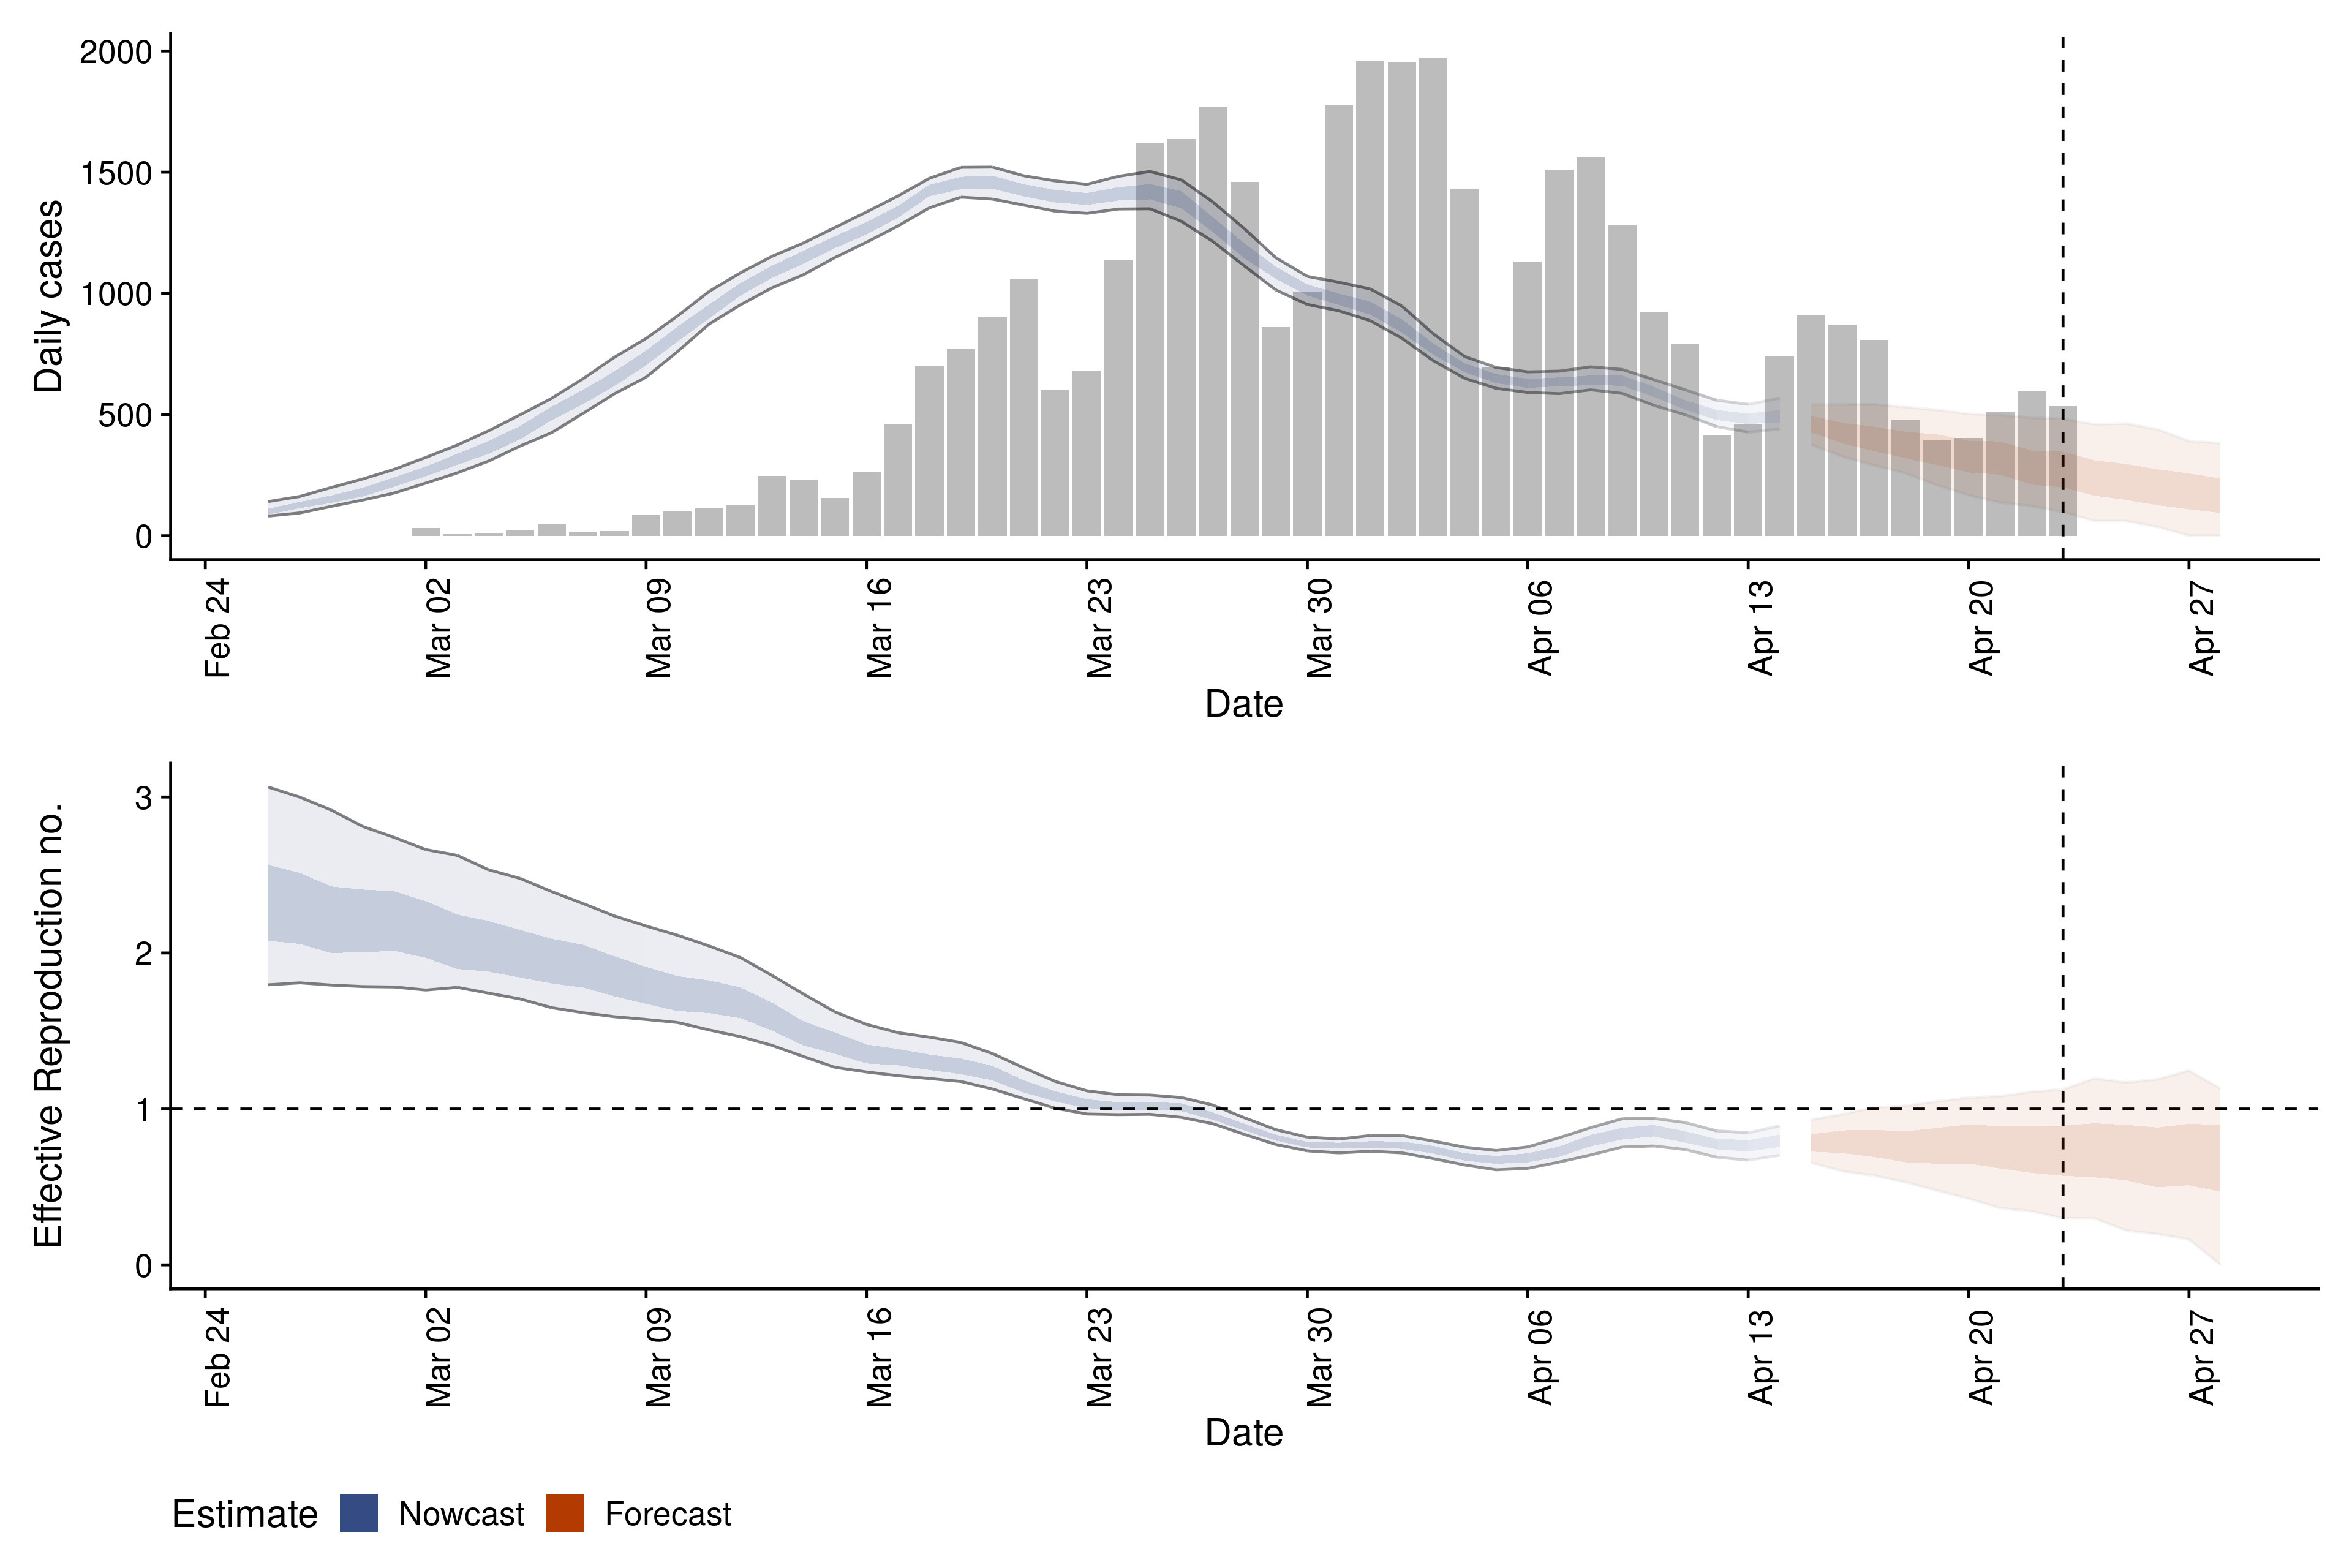 2000
1500
1000
500
0
Daily cases
Feb 24
Mar 02
Mar 09
Mar 16
Mar 23
Mar 30
Apr 06
Apr 13
Apr 20
Apr 27
Date
3
2
1
0
Effective Reproduction no.
Feb 24
Mar 02
Mar 09
Mar 16
Mar 23
Mar 30
Apr 06
Apr 13
Apr 20
Apr 27
Date
Estimate Nowcast Forecast